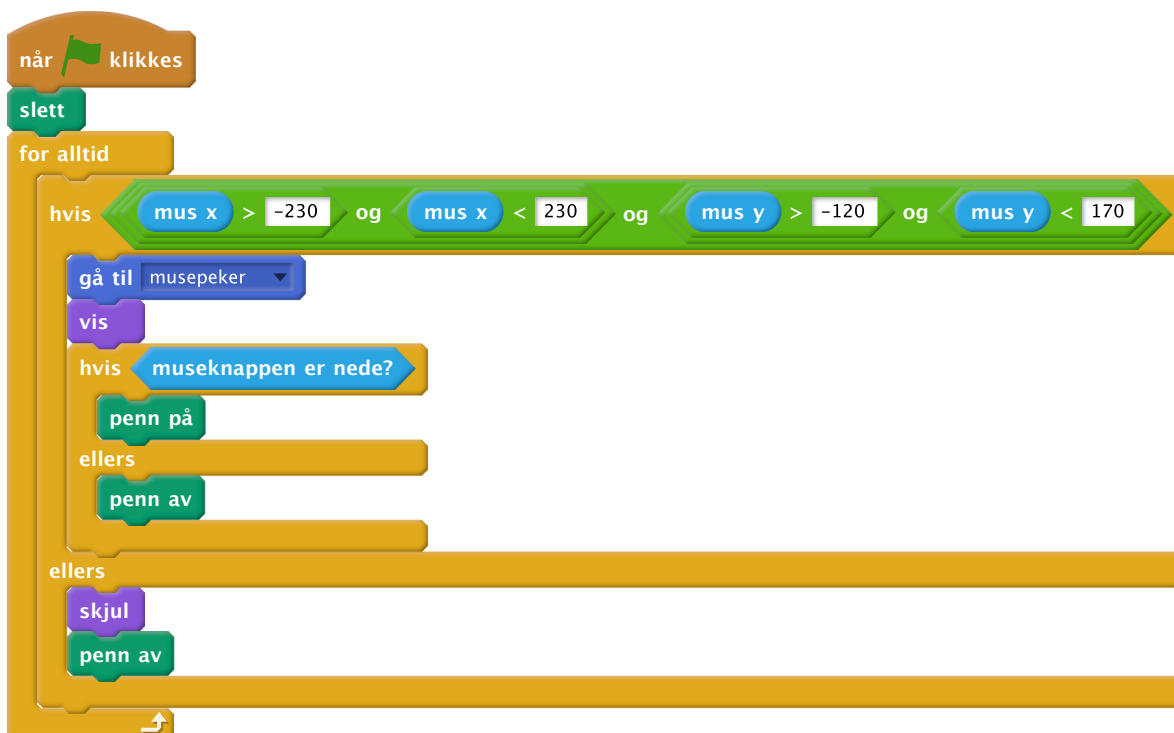 når klikkes
slett
for alltid
hvis mus x > -230 og mus x < 230 og mus y > -120 og mus y < 170
gå til musepeker
vis
hvis museknappen er nede?
penn på
ellers
penn av
ellers
skjul
penn av